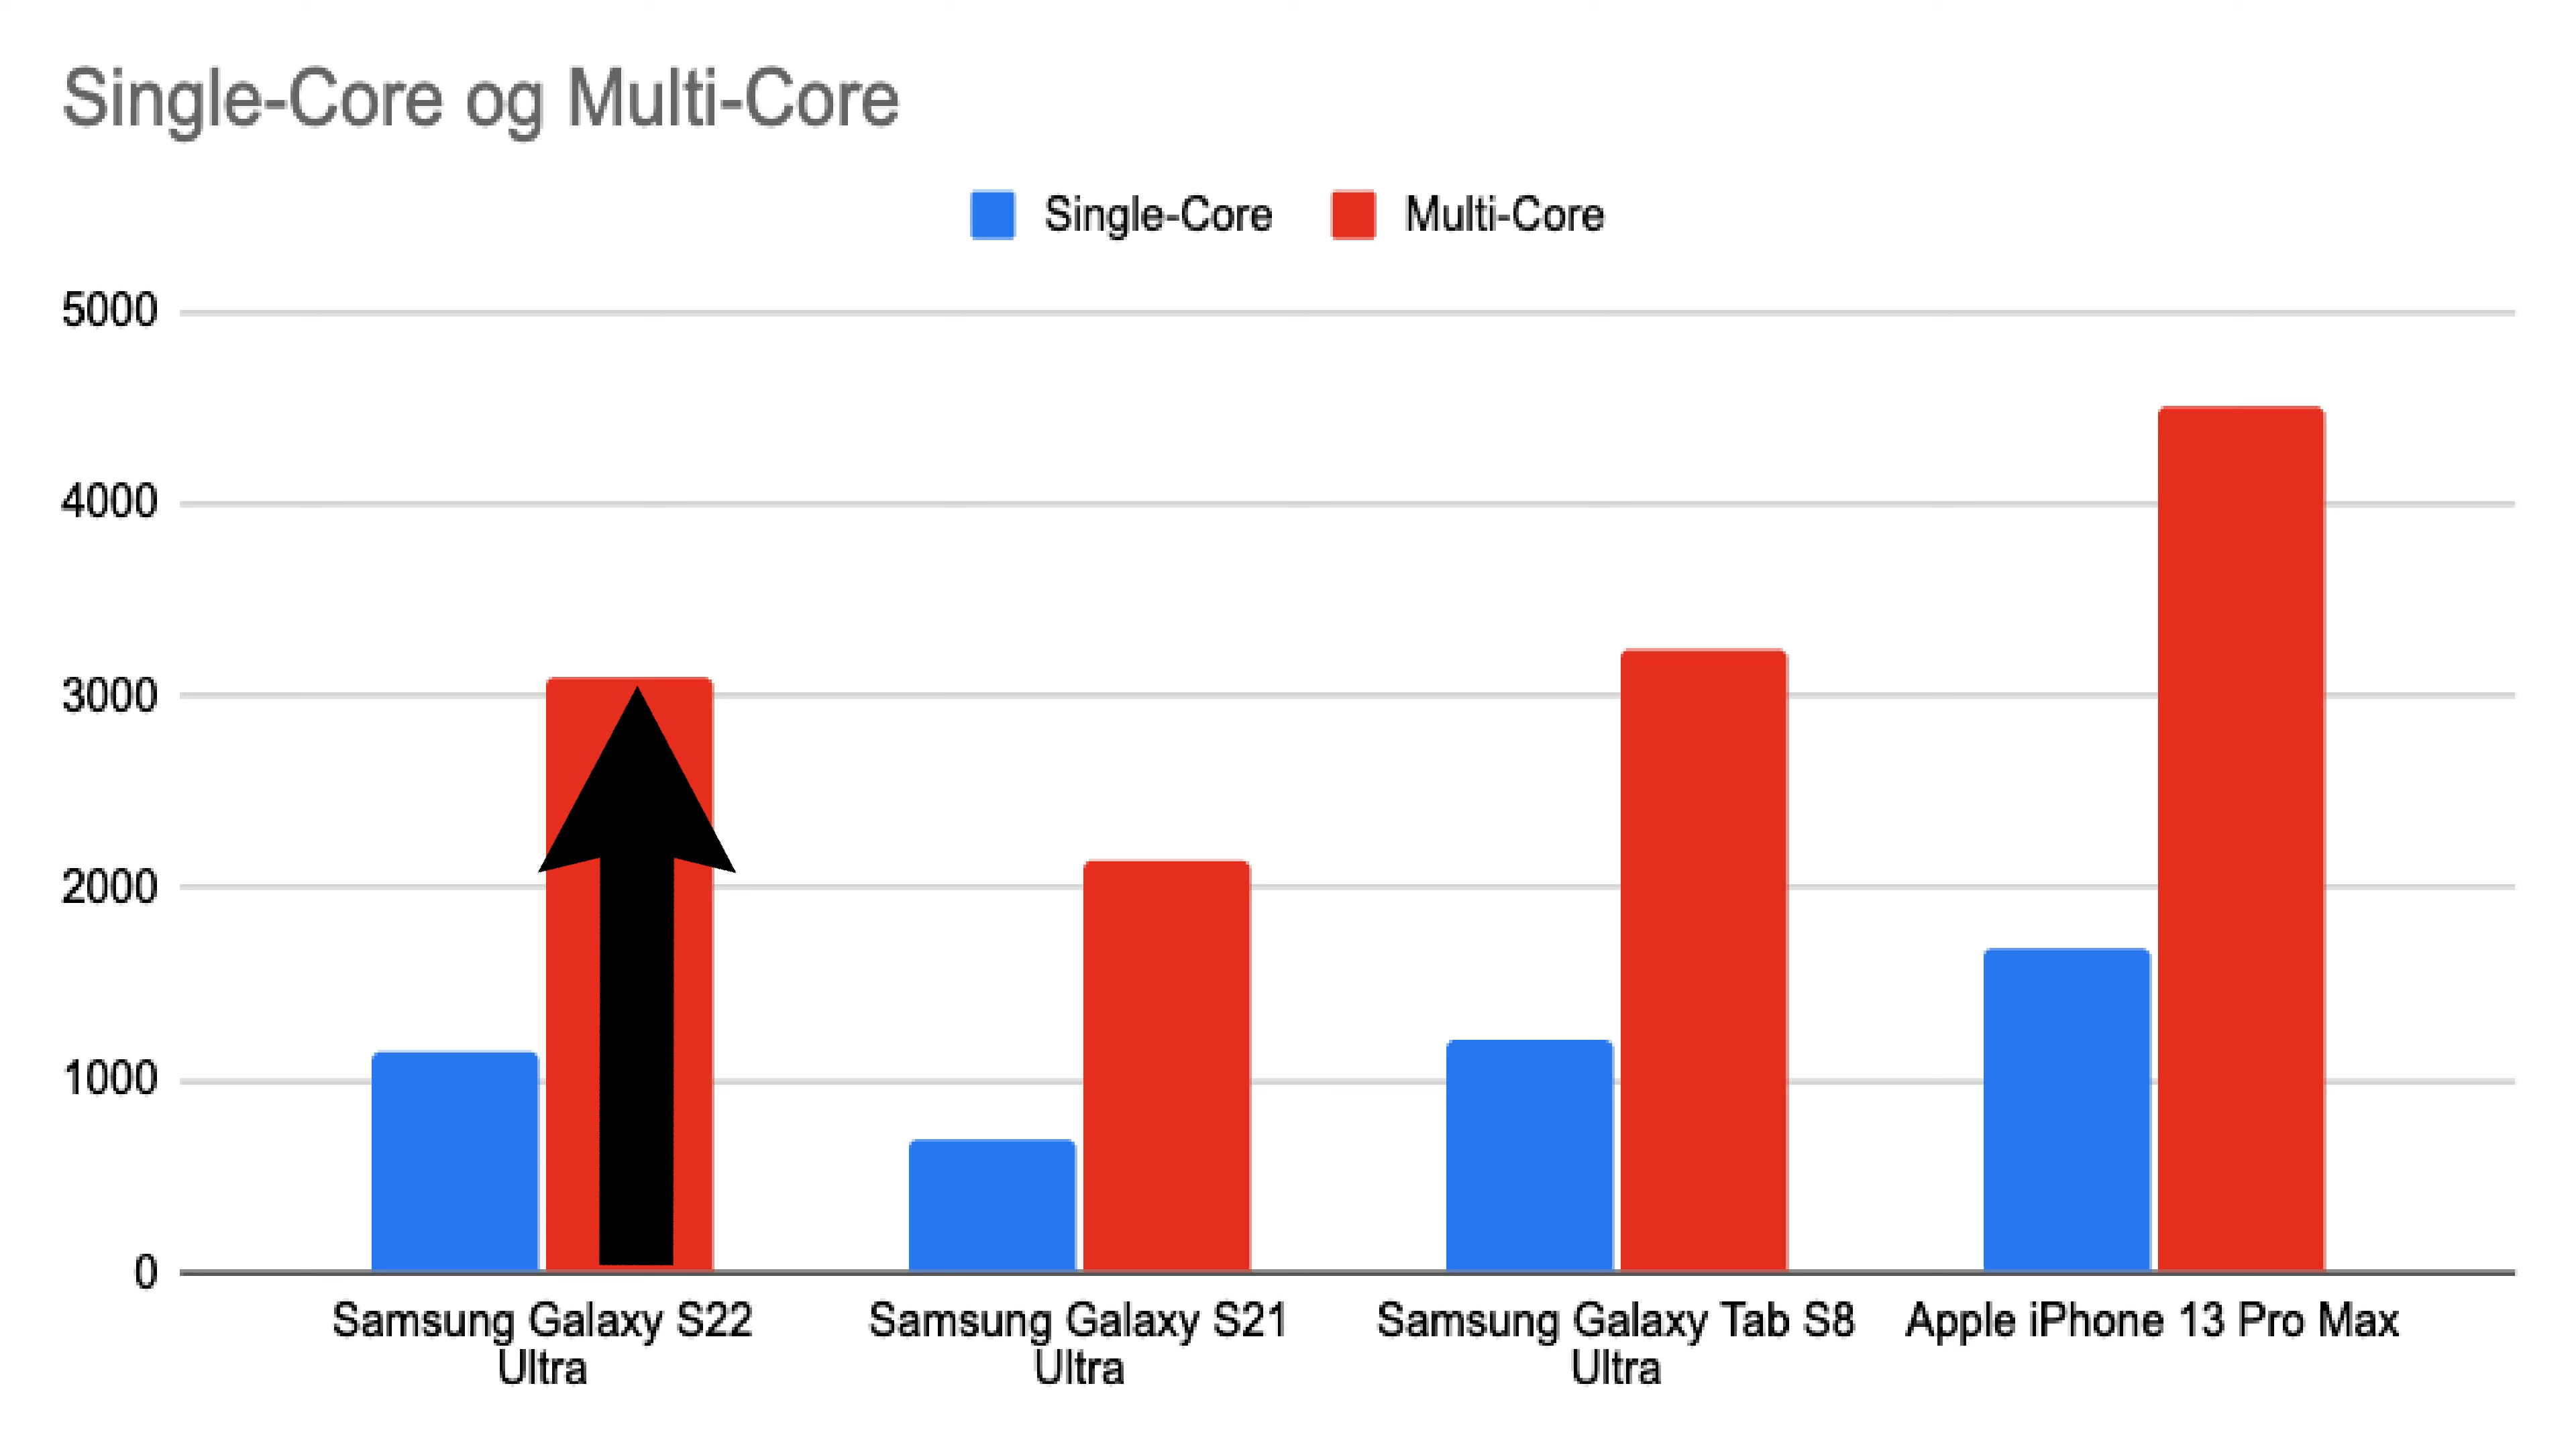 Single-Core og Multi-Core
Single-Core
Multi-Core
5000
4000
3000
2000
1000
0
Samsung Galaxy S22
Ultra
Samsung Galaxy S21
Ultra
Samsung Galaxy Tab S8
Ultra
Apple iPhone 13 Pro Max